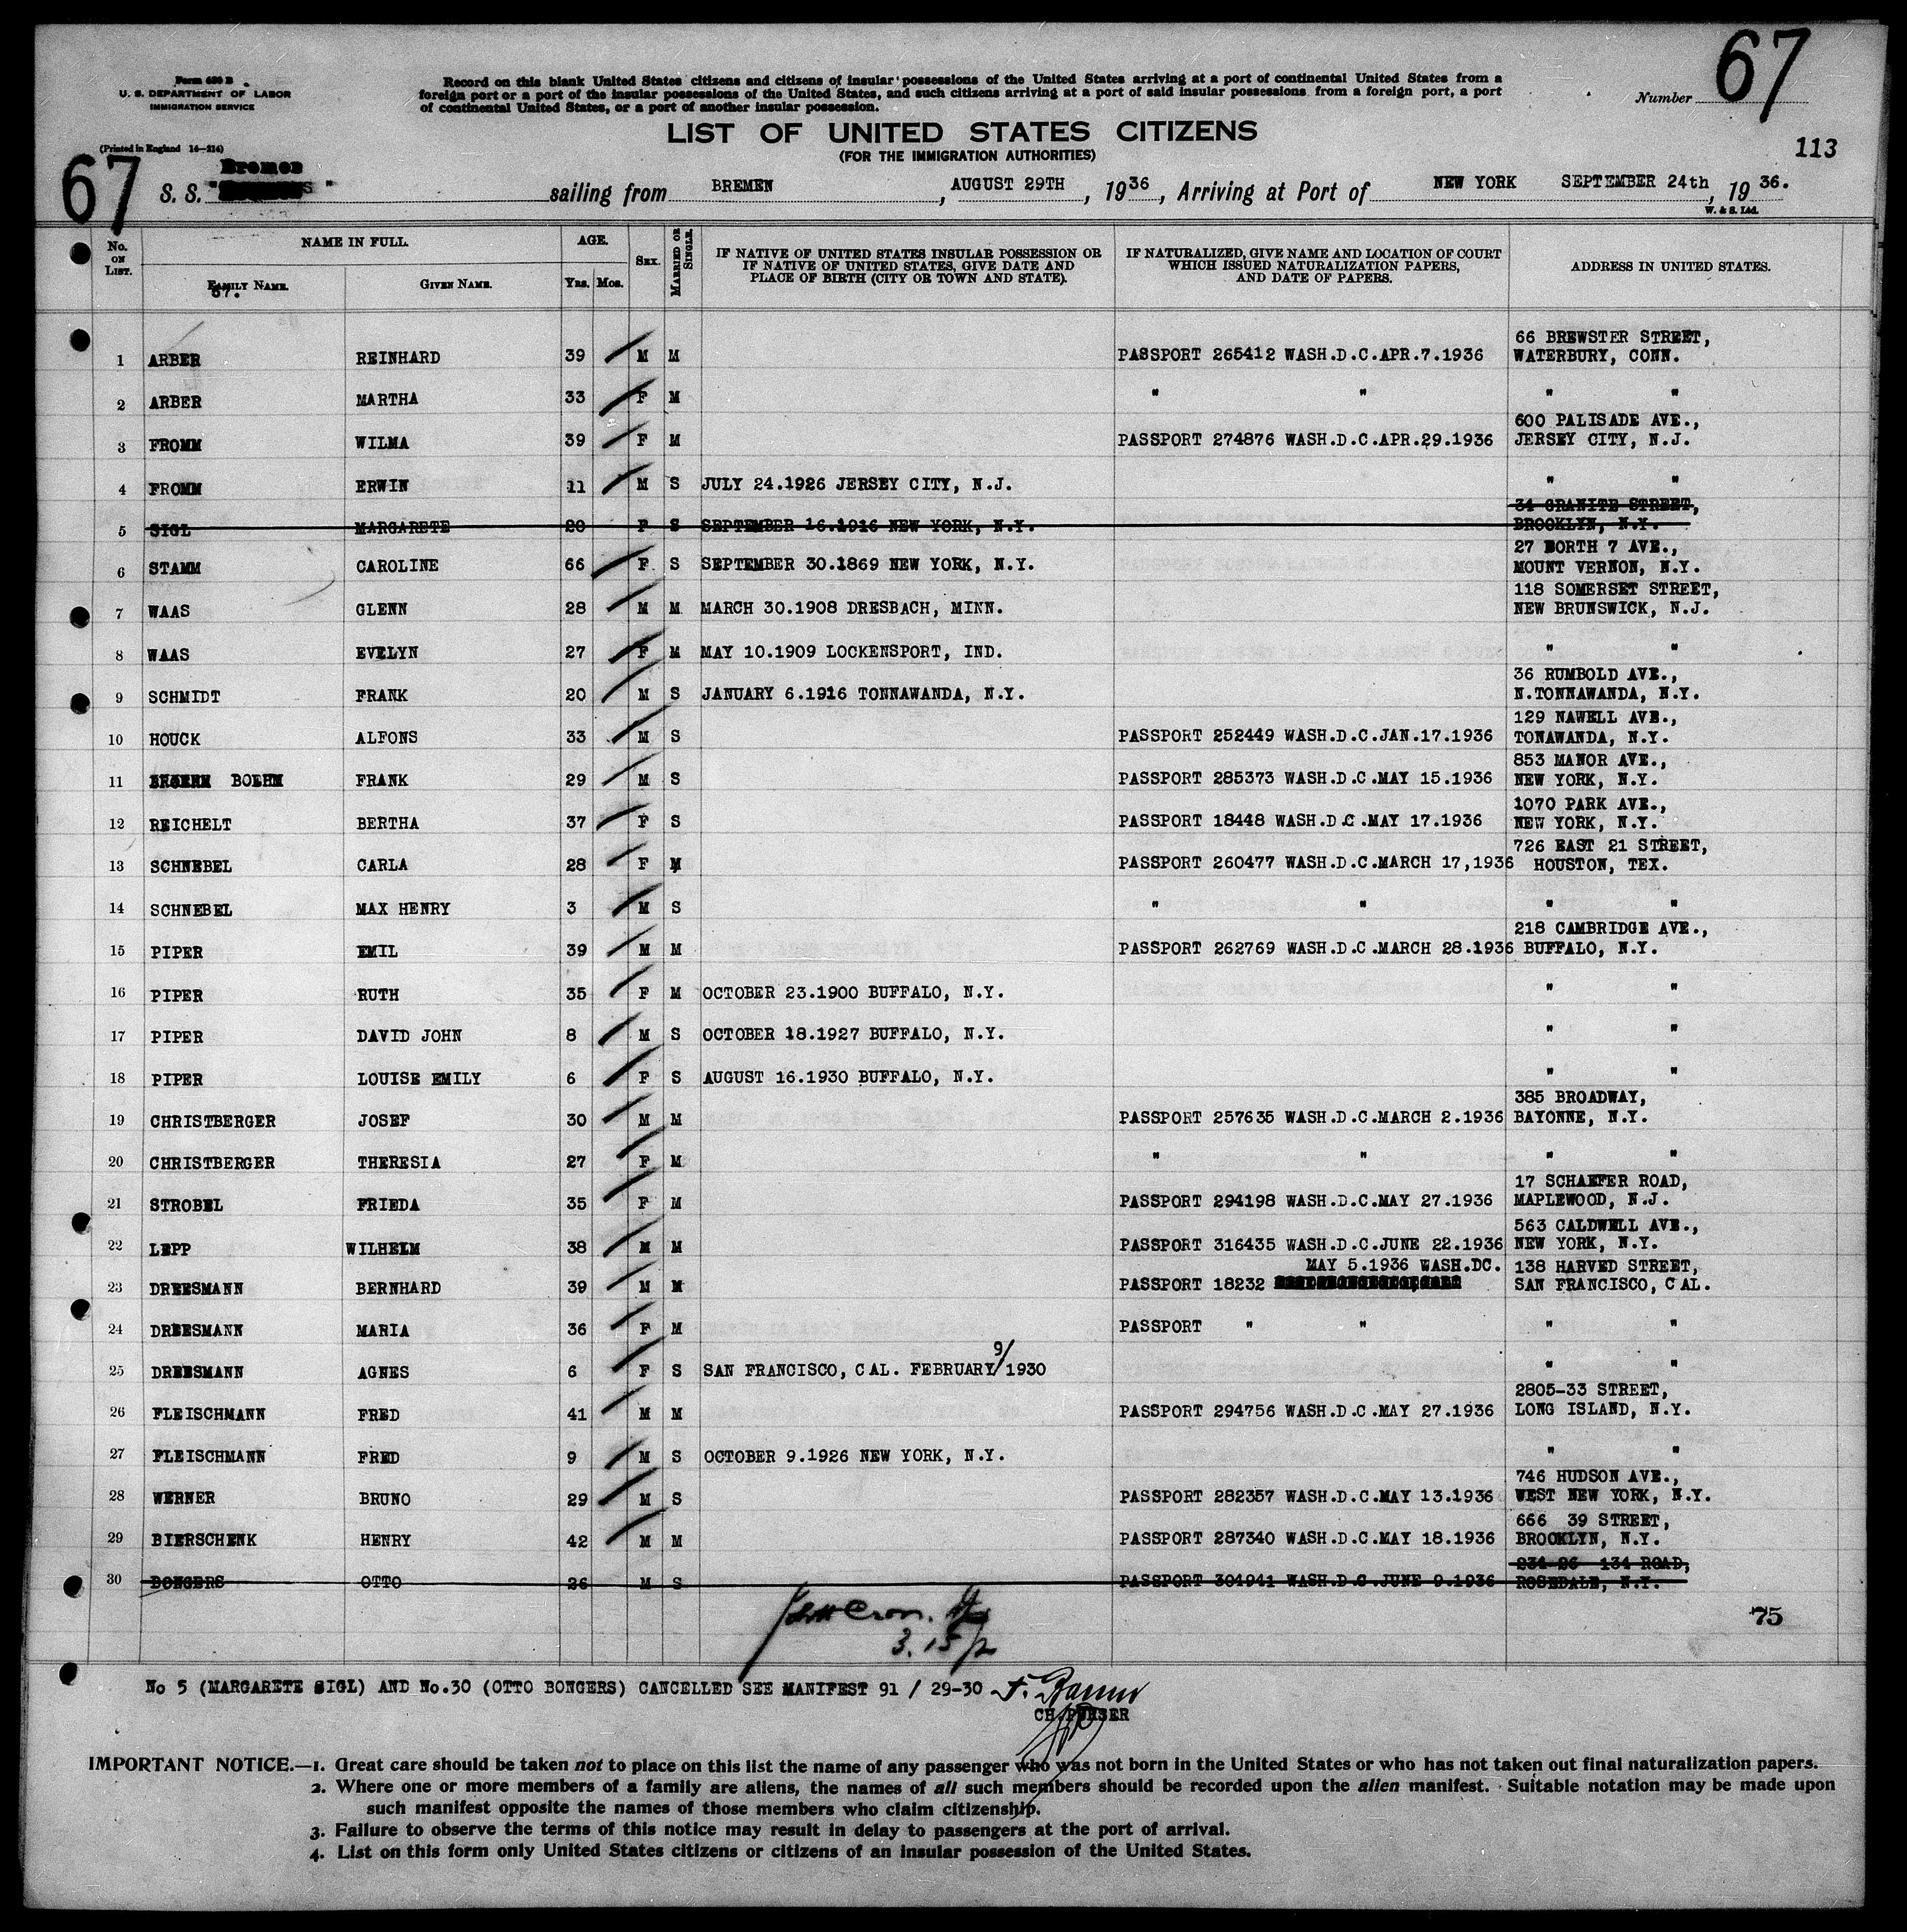 67
Form 630 B
U. S. DEPARTMENT OF LABOR
IMMIGRATION SERVICE
Record on this blank United States citizens and citizens of insular possessions of the United States arriving at a port of continental United States from a
foreign port or a port of the insular possessions of the United States, and such citizens arriving at a port of said insular possessions from a foreign port, a port
of continental United States, or a port of another insular possession.
Number 67
LIST OF UNITED STATES CITIZENS
(FOR THE IMMIGRATION AUTHORITIES)
113
(Printed in England 14—214)
Bremen
S. S. " " sailing from BREMEN, AUGUST 29TH, 1936, Arriving at Port of NEW YORK SEPTEMBER 24th, 1936.
W. & S. Ltd.
No. ON LIST. NAME IN FULL. AGE. SEX. MARRIED OR SINGLE. IF NATIVE OF UNITED STATES INSULAR POSSESSION OR IF NATIVE OF UNITED STATES, GIVE DATE AND PLACE OF BIRTH (CITY OR TOWN AND STATE). IF NATURALIZED, GIVE NAME AND LOCATION OF COURT WHICH ISSUED NATURALIZATION PAPERS, AND DATE OF PAPERS. ADDRESS IN UNITED STATES.
FAMILY NAME. GIVEN NAME. Yrs. Mos.
67.
66 BREWSTER STREET,
1 ARBER REINHARD 39 M M PASSPORT 265412 WASH.D.C.APR.7.1936 WATERBURY, CONN.
2 ARBER MARTHA 33 F M " " " "
600 PALISADE AVE.,
3 FROMM WILMA 39 F M PASSPORT 274876 WASH.D.C.APR.29.1936 JERSEY CITY, N.J.
4 FROMM ERWIN 11 M S JULY 24.1926 JERSEY CITY, N.J. " "
34 GRANITE STREET,
5 SIGL MARGARETE 20 F S SEPTEMBER 16.1916 NEW YORK, N.Y. BROOKLYN, N.Y.
27 BORTH 7 AVE.,
6 STAMM CAROLINE 66 F S SEPTEMBER 30.1869 NEW YORK, N.Y. MOUNT VERNON, N.Y.
118 SOMERSET STREET,
7 WAAS GLENN 28 M M MARCH 30.1908 DRESBACH, MINN. NEW BRUNSWICK, N.J.
8 WAAS EVELYN 27 F M MAY 10.1909 LOCKENSPORT, IND. " "
36 RUMBOLD AVE.,
9 SCHMIDT FRANK 20 M S JANUARY 6.1916 TONNAWANDA, N.Y. N.TONNAWANDA, N.Y.
129 NAWELL AVE.,
10 HOUCK ALFONS 33 M S PASSPORT 252449 WASH.D.C.JAN.17.1936 TONAWANDA, N.Y.
853 MANOR AVE.,
11 BOEHM FRANK 29 M S PASSPORT 285373 WASH.D.C.MAY 15.1936 NEW YORK, N.Y.
1070 PARK AVE.,
12 REICHELT BERTHA 37 F S PASSPORT 18448 WASH.D.C.MAY 17.1936 NEW YORK, N.Y.
726 EAST 21 STREET,
13 SCHNEBEL CARLA 28 F M PASSPORT 260477 WASH.D.C.MARCH 17,1936 HOUSTON, TEX.
14 SCHNEBEL MAX HENRY 3 M S " " " "
218 CAMBRIDGE AVE.,
15 PIPER EMIL 39 M M PASSPORT 262769 WASH.D.C.MARCH 28.1936 BUFFALO, N.Y.
16 PIPER RUTH 35 F M OCTOBER 23.1900 BUFFALO, N.Y. " "
17 PIPER DAVID JOHN 8 M S OCTOBER 18.1927 BUFFALO, N.Y. " "
18 PIPER LOUISE EMILY 6 F S AUGUST 16.1930 BUFFALO, N.Y. " "
385 BROADWAY,
19 CHRISTBERGER JOSEF 30 M M PASSPORT 257635 WASH.D.C.MARCH 2.1936 BAYONNE, N.Y.
20 CHRISTBERGER THERESIA 27 F M " " " "
17 SCHAEFER ROAD,
21 STROBEL FRIEDA 35 F M PASSPORT 294198 WASH.D.C.MAY 27.1936 MAPLEWOOD, N.J.
563 CALDWELL AVE.,
22 LEPP WILHELM 38 M M PASSPORT 316435 WASH.D.C.JUNE 22.1936 NEW YORK, N.Y.
MAY 5.1936 WASH.DC. 138 HARVED STREET,
23 DREESMANN BERNHARD 39 M M PASSPORT 18232 SAN FRANCISCO, CAL.
24 DREESMANN MARIA 36 F M PASSPORT " " " "
25 DREESMANN AGNES 6 F S SAN FRANCISCO, CAL. FEBRUARY 9/1930 " "
2805-33 STREET,
26 FLEISCHMANN FRED 41 M M PASSPORT 294756 WASH.D.C.MAY 27.1936 LONG ISLAND, N.Y.
27 FLEISCHMANN FRED 9 M S OCTOBER 9.1926 NEW YORK, N.Y. " "
746 HUDSON AVE.,
28 WERNER BRUNO 29 M S PASSPORT 282357 WASH.D.C.MAY 13.1936 WEST NEW YORK, N.Y.
666 39 STREET,
29 BIERSCHENK HENRY 42 M M PASSPORT 287340 WASH.D.C.MAY 18.1936 BROOKLYN, N.Y.
234-26 134 ROAD,
30 BONGERS OTTO 26 M S PASSPORT 304941 WASH.D.C.JUNE 9.1936 ROSEDALE, N.Y.
75
No 5 (MARGARETE SIGL) AND No.30 (OTTO BONGERS) CANCELLED SEE MANIFEST 91 / 29-30
CH.PURSER
IMPORTANT NOTICE.—1. Great care should be taken not to place on this list the name of any passenger who was not born in the United States or who has not taken out final naturalization papers.
2. Where one or more members of a family are aliens, the names of all such members should be recorded upon the alien manifest. Suitable notation may be made upon
such manifest opposite the names of those members who claim citizenship.
3. Failure to observe the terms of this notice may result in delay to passengers at the port of arrival.
4. List on this form only United States citizens or citizens of an insular possession of the United States.